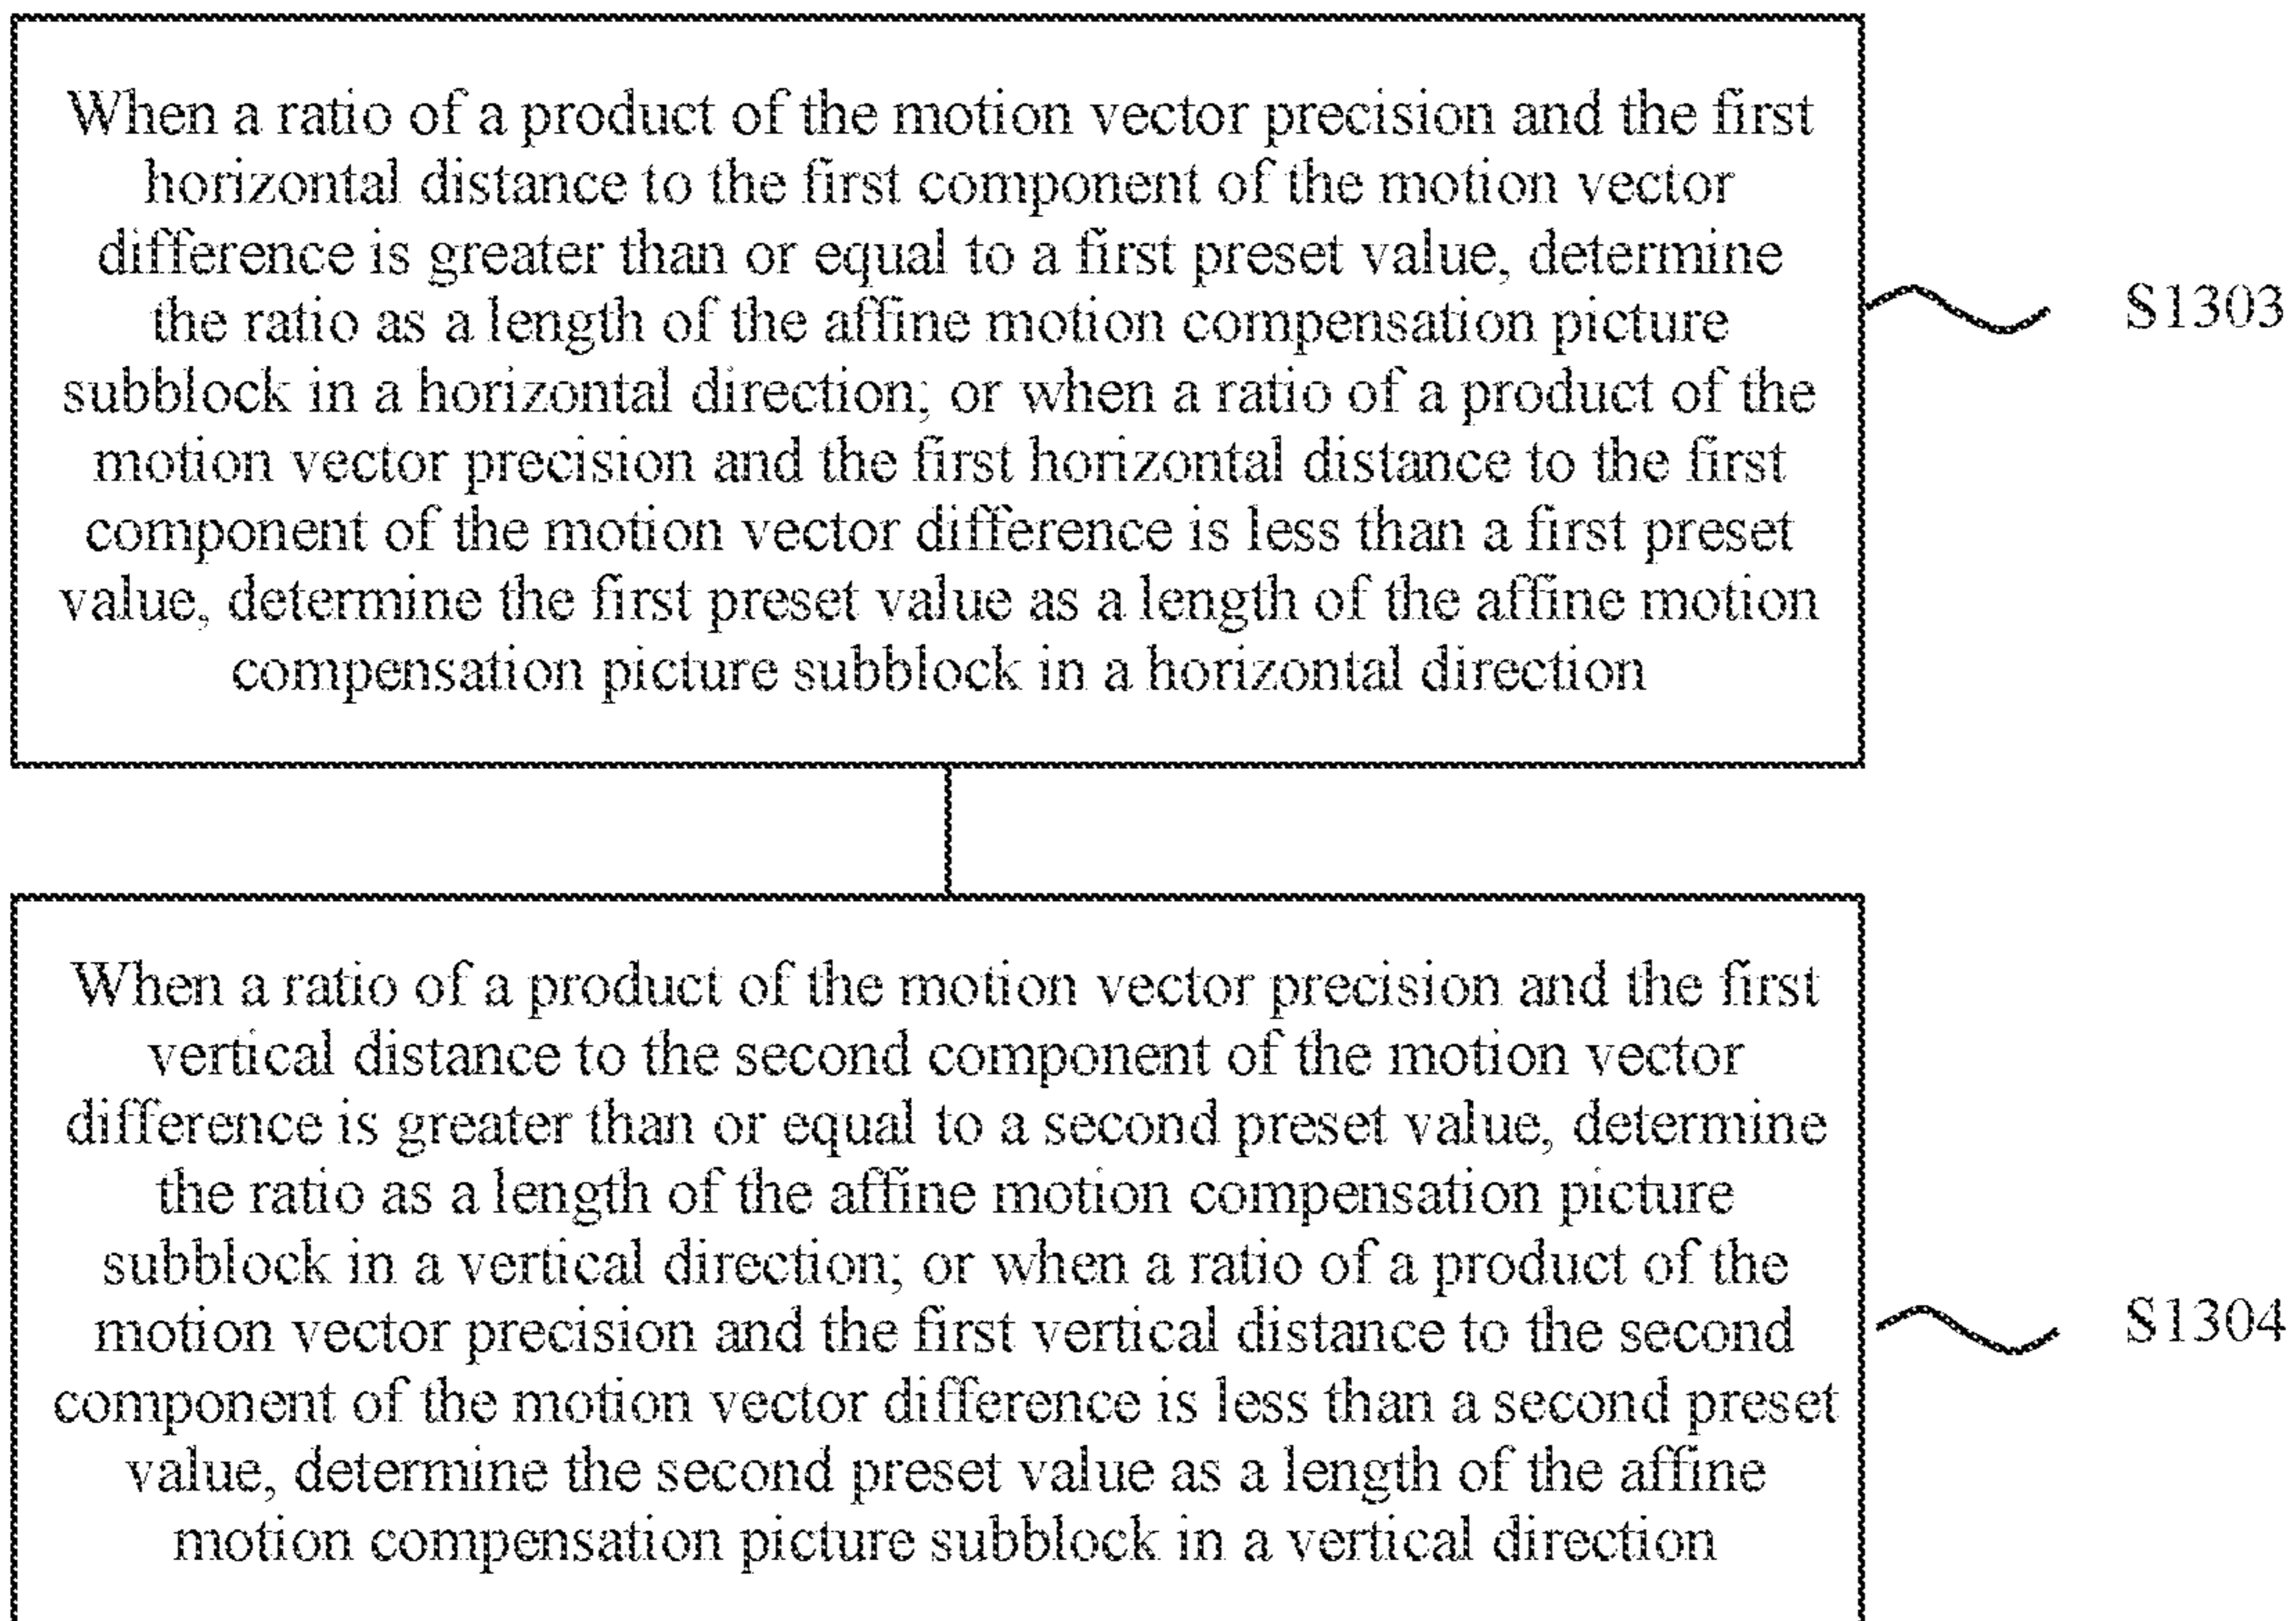 When a ratio of a product of the motion vector precision and the first
horizontal distance to the first component of the motion vector
difference is greater than or equal to a first preset value, determine
the ratio as a length of the affine motion compensation picture
subblock in a horizontal direction; or when a ratio of a product of the
motion vector precision and the first horizontal distance to the first
component of the motion vector difference is less than a first preset
value, determine the first preset value as a length of the affine motion
compensation picture subblock in a horizontal direction
S1303
When a ratio of a product of the motion vector precision and the first
vertical distance to the second component of the motion vector
difference is greater than or equal to a second preset value, determine
the ratio as a length of the affine motion compensation picture
subblock in a vertical direction; or when a ratio of a product of the
motion vector precision and the first vertical distance to the second
component of the motion vector difference is less than a second preset
value, determine the second preset value as a length of the affine
motion compensation picture subblock in a vertical direction
S1304